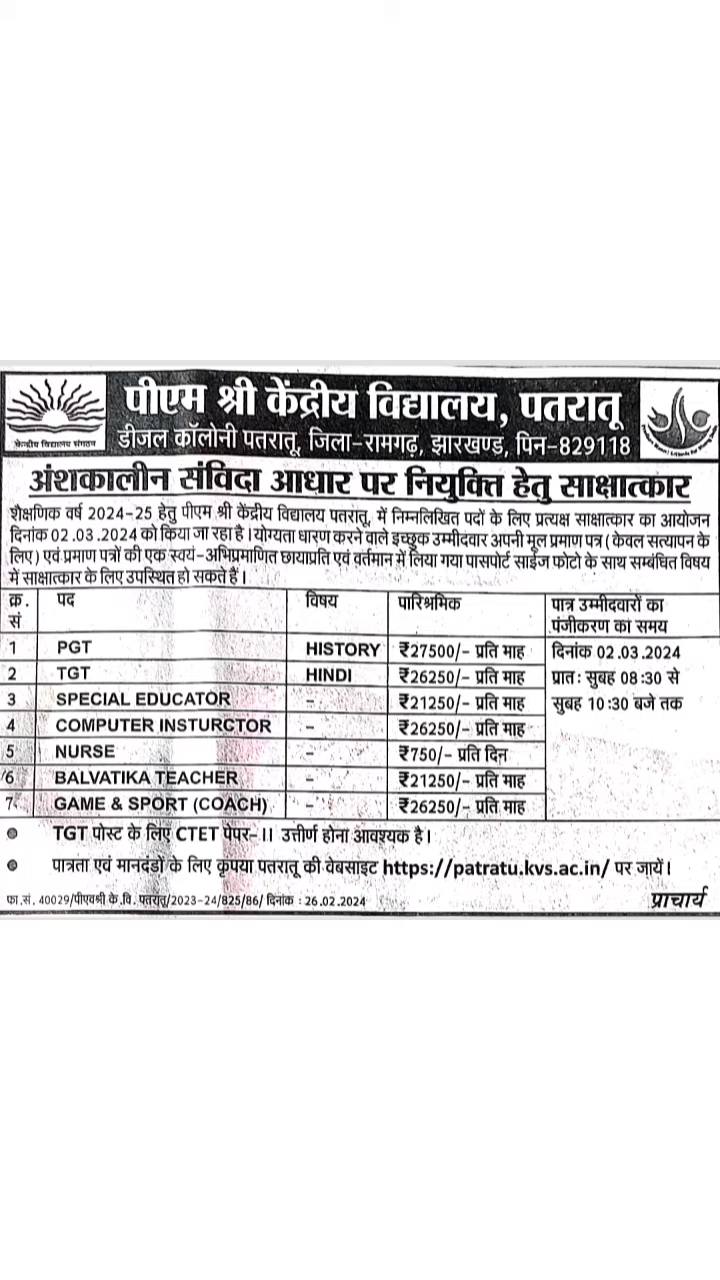 पीएम श्री केंद्रीय विद्यालय, पतरातू
डीजल कॉलोनी पतरातू, जिला-रामगढ़, झारखण्ड, पिन-829118
केन्द्रीय विद्यालय संगठन
अंशकालीन संविदा आधार पर नियुक्ति हेतु साक्षात्कार
शैक्षणिक वर्ष 2024-25 हेतु पीएम श्री केंद्रीय विद्यालय पतरातू, में निम्नलिखित पदों के लिए प्रत्यक्ष साक्षात्कार का आयोजन
दिनांक 02.03.2024 को किया जा रहा है। योग्यता धारण करने वाले इच्छुक उम्मीदवार अपनी मूल प्रमाण पत्र (केवल सत्यापन के
लिए) एवं प्रमाण पत्रों की एक स्वयं-अभिप्रमाणित छायाप्रति एवं वर्तमान में लिया गया पासपोर्ट साईज फोटो के साथ सम्बंधित विषय
में साक्षात्कार के लिए उपस्थित हो सकते हैं।
क्र. सं पद विषय पारिश्रमिक पात्र उम्मीदवारों का पंजीकरण का समय
1 PGT HISTORY ₹27500/- प्रति माह दिनांक 02.03.2024
2 TGT HINDI ₹26250/- प्रति माह प्रातः सुबह 08:30 से
3 SPECIAL EDUCATOR - ₹21250/- प्रति माह सुबह 10:30 बजे तक
4 COMPUTER INSTURCTOR - ₹26250/- प्रति माह
5 NURSE - ₹750/- प्रति दिन
6 BALVATIKA TEACHER - ₹21250/- प्रति माह
7 GAME & SPORT (COACH) - ₹26250/- प्रति माह
● TGT पोस्ट के लिए CTET पेपर-II उत्तीर्ण होना आवश्यक है।
● पात्रता एवं मानदंडों के लिए कृपया पतरातू की वेबसाइट https://patratu.kvs.ac.in/ पर जायें।
फा.सं. 40029/पीएमश्री के.वि. पतरातू/2023-24/825/86/ दिनांक : 26.02.2024 प्राचार्य